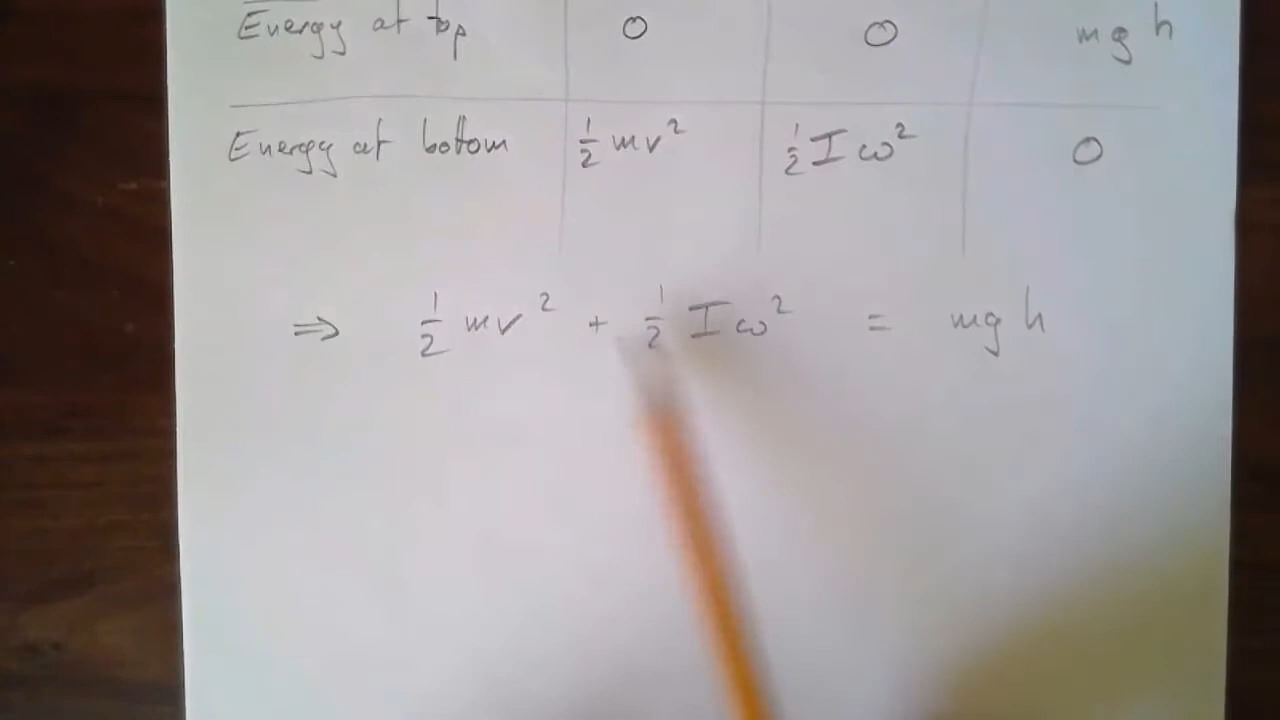 Energy at top 0 0 mgh
Energy at bottom ½mv² ½Iω² 0
⇒ ½mv² + ½Iω² = mgh